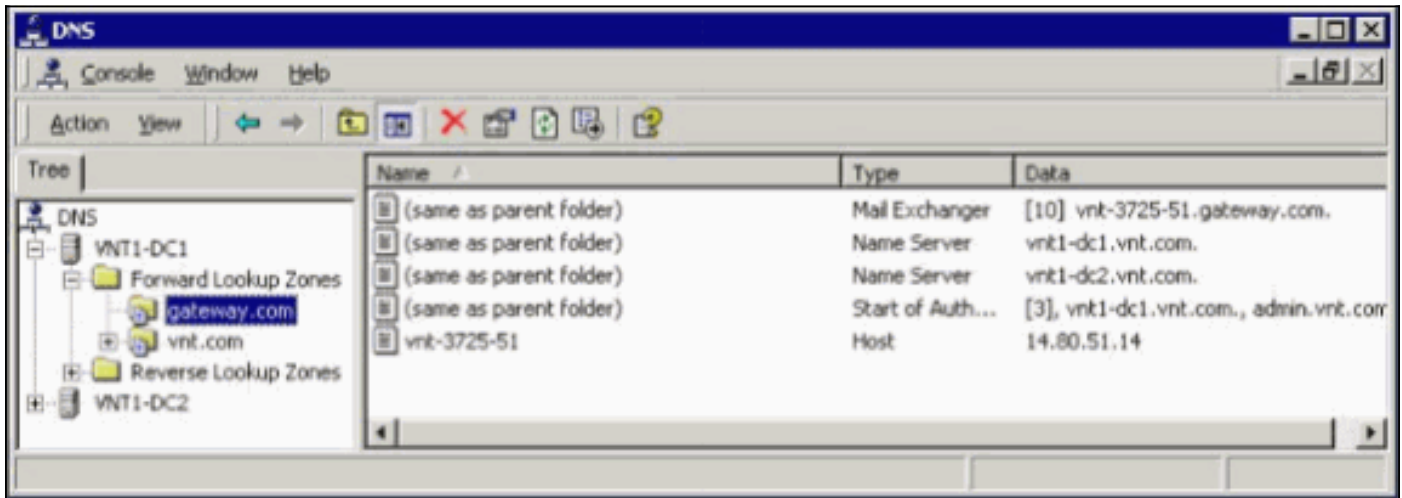 DNS
Console Window Help
Action View
Tree
Name Type Data
DNS
VNT1-DC1
Forward Lookup Zones
gateway.com
vnt.com
Reverse Lookup Zones
VNT1-DC2
(same as parent folder) Mail Exchanger [10] vnt-3725-51.gateway.com.
(same as parent folder) Name Server vnt1-dc1.vnt.com.
(same as parent folder) Name Server vnt1-dc2.vnt.com.
(same as parent folder) Start of Auth... [3], vnt1-dc1.vnt.com., admin.vnt.com
vnt-3725-51 Host 14.80.51.14